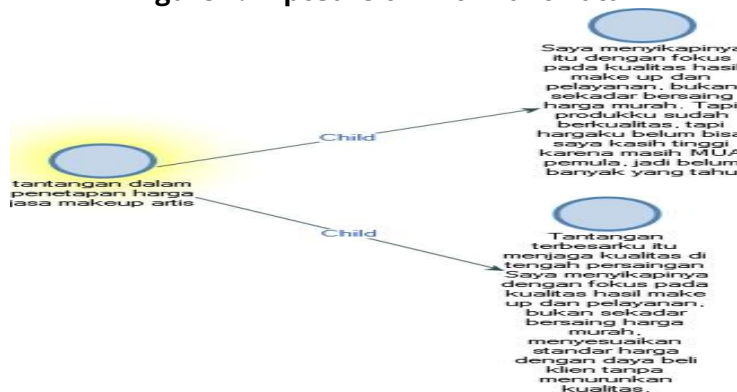 Saya menyikapinya
itu dengan fokus
pada kualitas hasil
make up dan
pelayanan, bukan
sekadar bersaing
harga murah. Tapi
produkku sudah
berkualitas, tapi
hargaku belum bisa
saya kasih tinggi
karena masih MUA
pemula, jadi belum
banyak yang tahu
Child
tantangan dalam
penetapan harga
jasa makeup artis
Child
Tantangan
terbesarku itu
menjaga kualitas di
tengah persaingan
Saya menyikapinya
dengan fokus pada
kualitas hasil make
up dan pelayanan,
bukan sekadar
bersaing harga
murah,
menyesuaikan
standar harga
dengan daya beli
klien tanpa
menurunkan
kualitas.